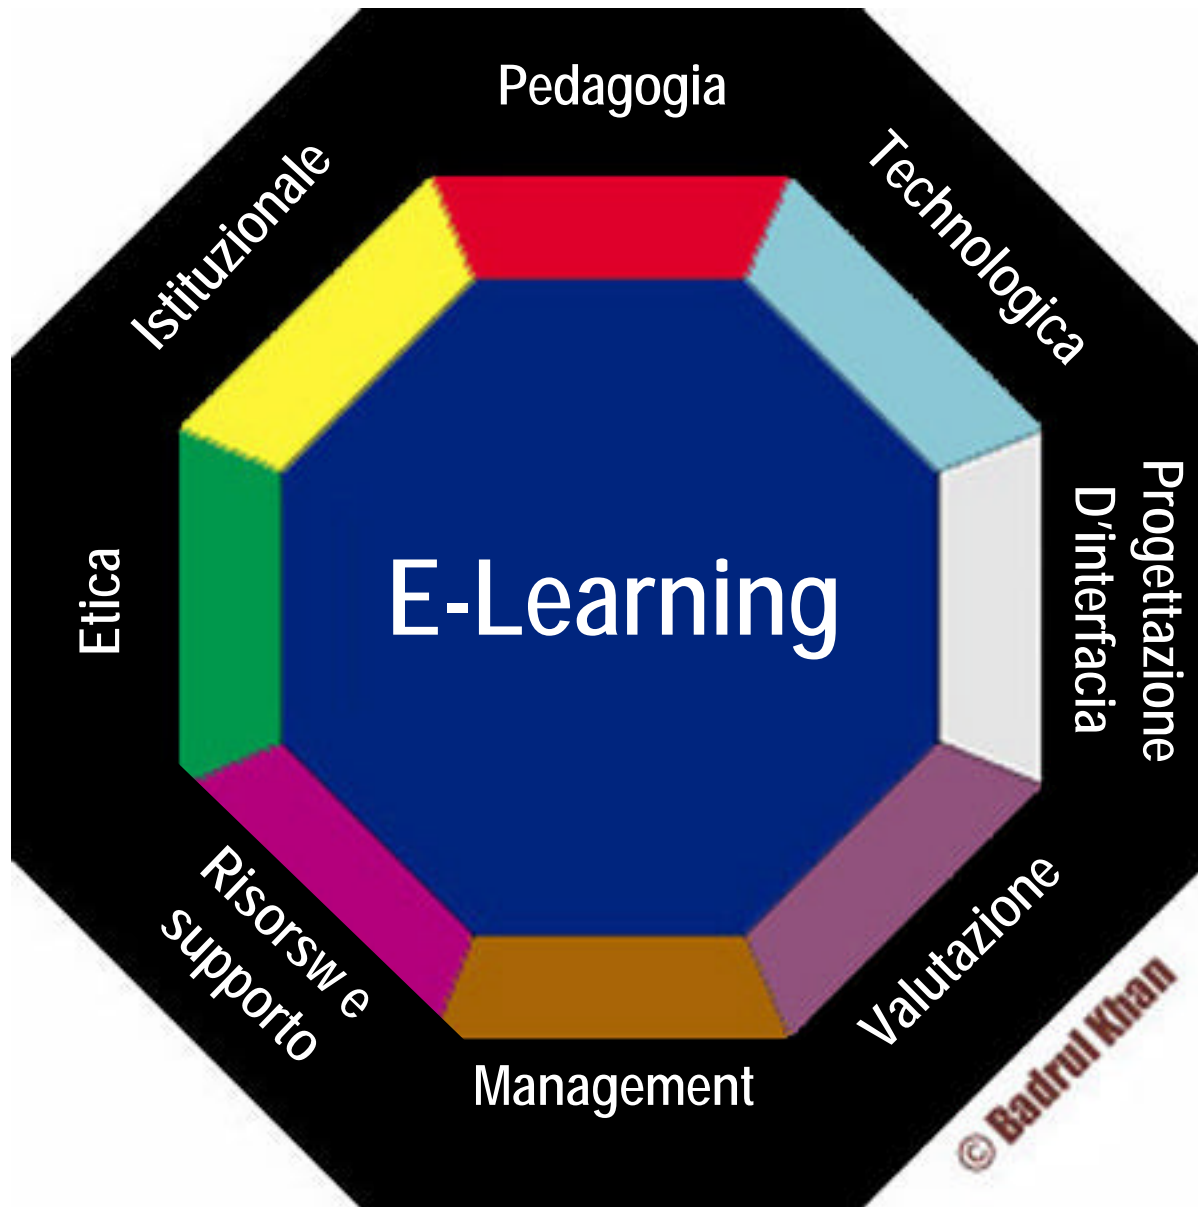 Pedagogia
Technologica
Progettazione
D'interfacia
Valutazione
Management
Risorsw e
supporto
Etica
Istituzionale
E-Learning
© Badrul Khan